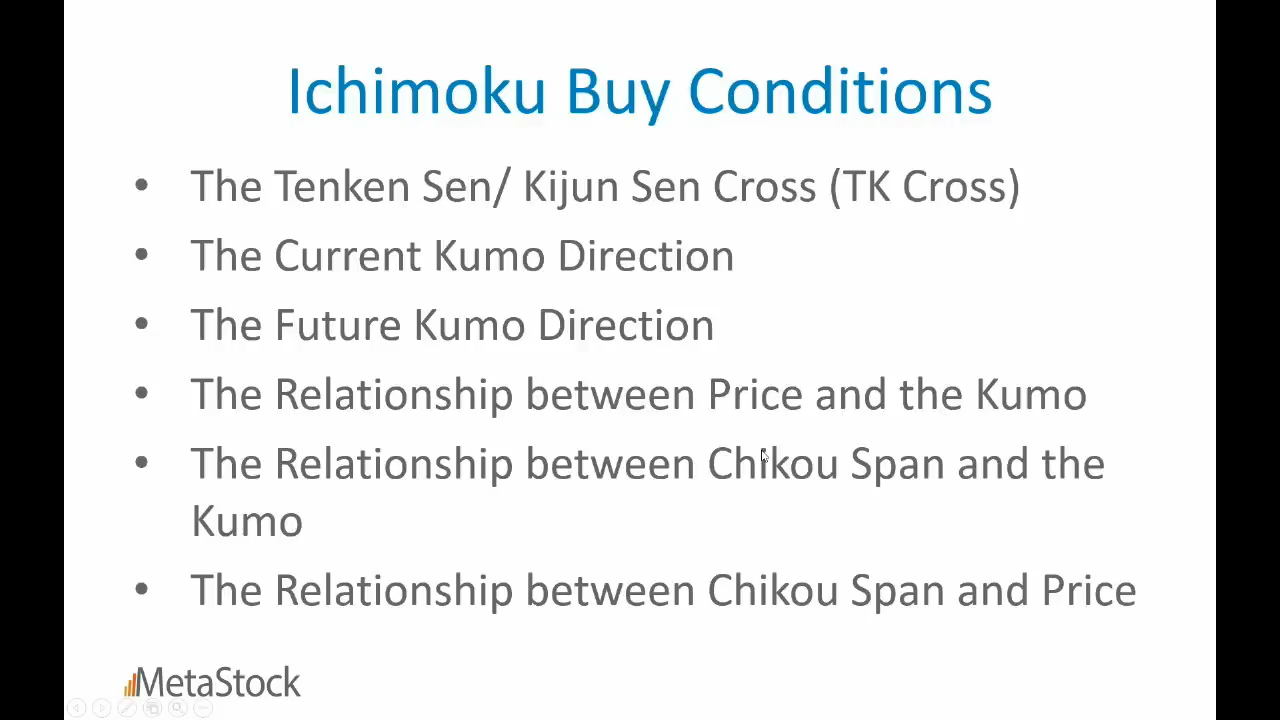 Ichimoku Buy Conditions
• The Tenken Sen/ Kijun Sen Cross (TK Cross)
• The Current Kumo Direction
• The Future Kumo Direction
• The Relationship between Price and the Kumo
• The Relationship between Chikou Span and the
Kumo
• The Relationship between Chikou Span and Price
MetaStock